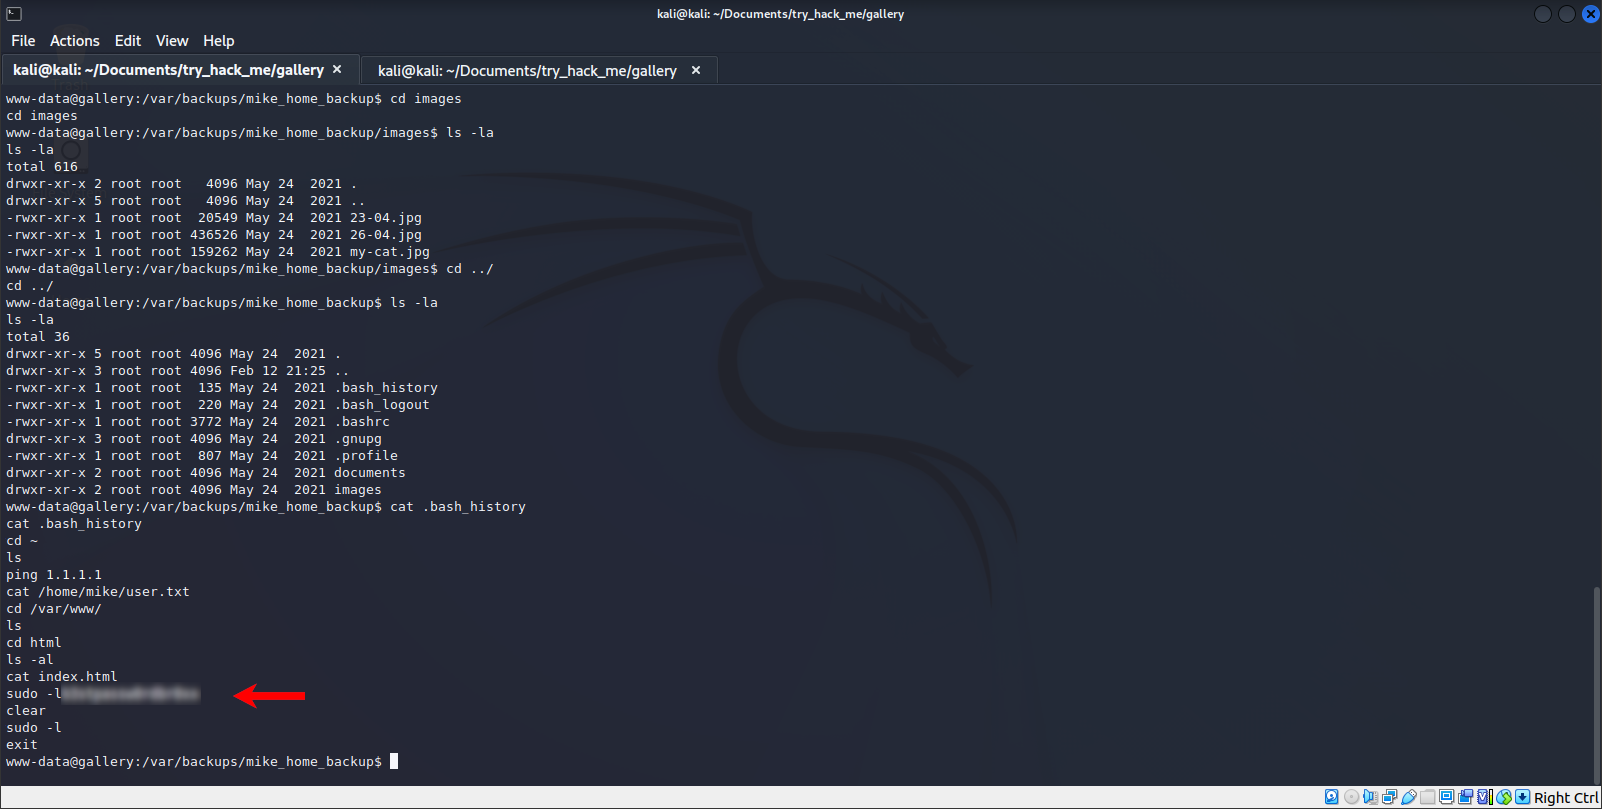 kali@kali: ~/Documents/try_hack_me/gallery
File Actions Edit View Help
kali@kali: ~/Documents/try_hack_me/gallery × kali@kali: ~/Documents/try_hack_me/gallery ×
www-data@gallery:/var/backups/mike_home_backup$ cd images
cd images
www-data@gallery:/var/backups/mike_home_backup/images$ ls -la
ls -la
total 616
drwxr-xr-x 2 root root   4096 May 24  2021 .
drwxr-xr-x 5 root root   4096 May 24  2021 ..
-rwxr-xr-x 1 root root  20549 May 24  2021 23-04.jpg
-rwxr-xr-x 1 root root 436526 May 24  2021 26-04.jpg
-rwxr-xr-x 1 root root 159262 May 24  2021 my-cat.jpg
www-data@gallery:/var/backups/mike_home_backup/images$ cd ../
cd ../
www-data@gallery:/var/backups/mike_home_backup$ ls -la
ls -la
total 36
drwxr-xr-x 5 root root 4096 May 24  2021 .
drwxr-xr-x 3 root root 4096 Feb 12 21:25 ..
-rwxr-xr-x 1 root root  135 May 24  2021 .bash_history
-rwxr-xr-x 1 root root  220 May 24  2021 .bash_logout
-rwxr-xr-x 1 root root 3772 May 24  2021 .bashrc
drwxr-xr-x 3 root root 4096 May 24  2021 .gnupg
-rwxr-xr-x 1 root root  807 May 24  2021 .profile
drwxr-xr-x 2 root root 4096 May 24  2021 documents
drwxr-xr-x 2 root root 4096 May 24  2021 images
www-data@gallery:/var/backups/mike_home_backup$ cat .bash_history
cat .bash_history
cd ~
ls
ping 1.1.1.1
cat /home/mike/user.txt
cd /var/www/
ls
cd html
ls -al
cat index.html
sudo -l
clear
sudo -l
exit
www-data@gallery:/var/backups/mike_home_backup$
Right Ctrl